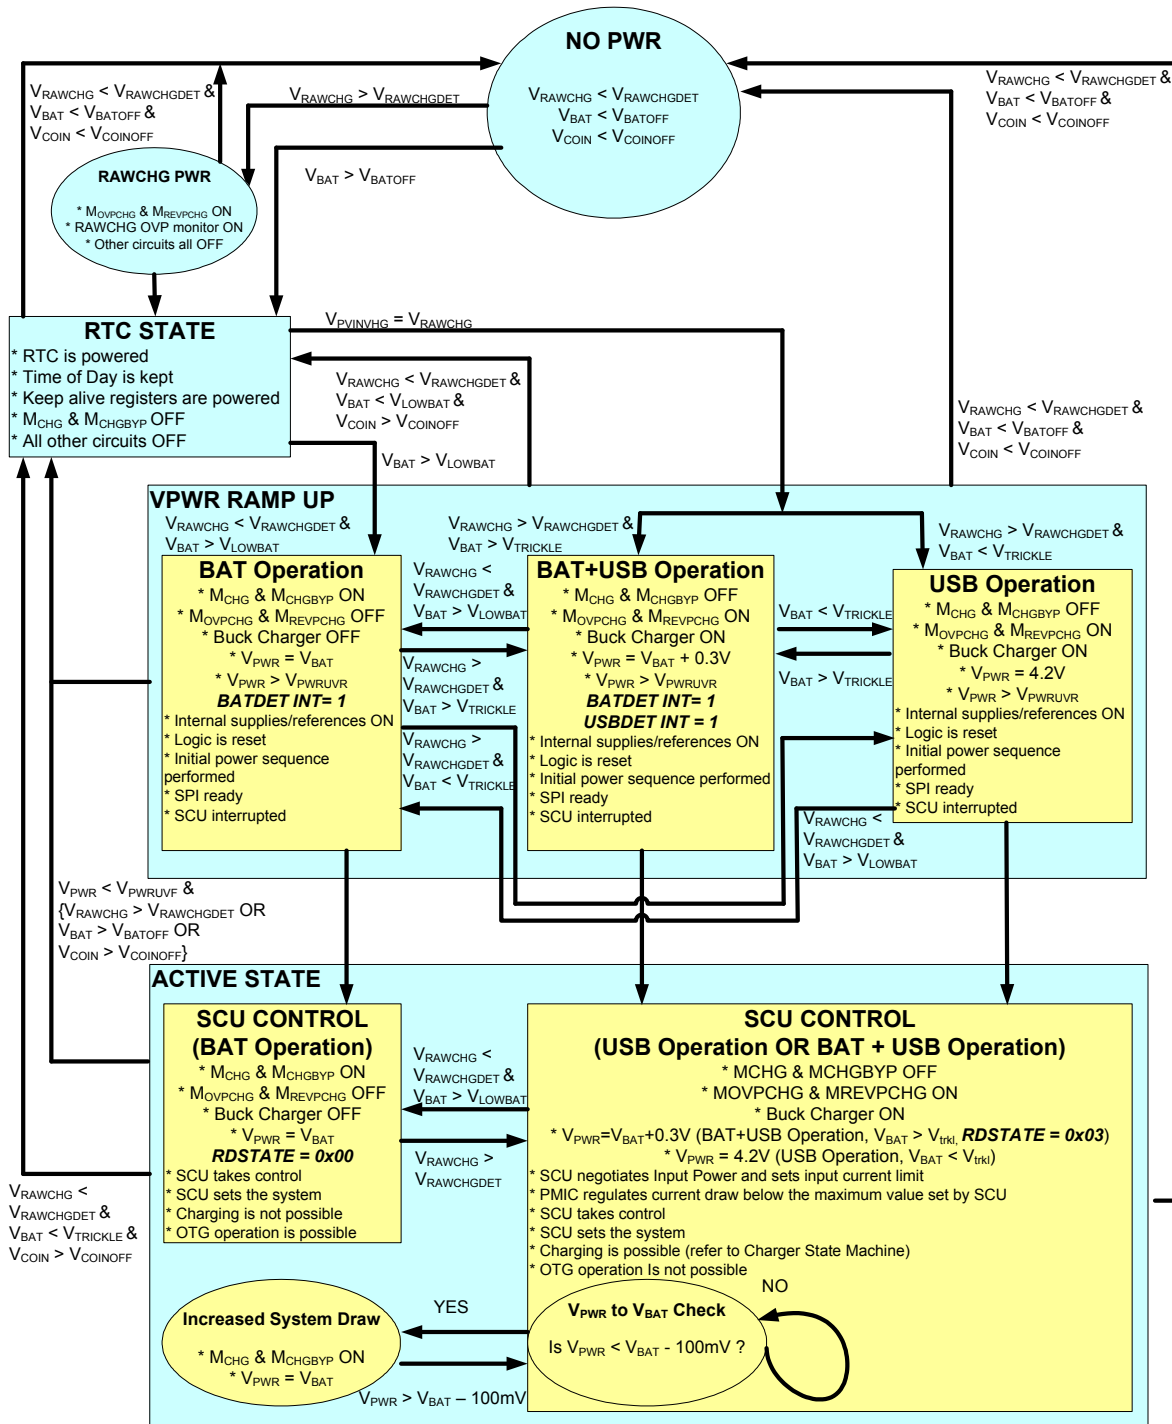 NO PWR
VRAWCHG < VRAWCHGDET
VBAT < VBATOFF &
VCOIN < VCOINOFF
VRAWCHG < VRAWCHGDET &
VBAT < VBATOFF &
VCOIN < VCOINOFF
VRAWCHG > VRAWCHGDET
VRAWCHG < VRAWCHGDET &
VBAT < VBATOFF &
VCOIN < VCOINOFF
VBAT > VBATOFF
RAWCHG PWR
* MOVPCHG & MREVPCHG ON
* RAWCHG OVP monitor ON
* Other circuits all OFF
RTC STATE
* RTC is powered
* Time of Day is kept
* Keep alive registers are powered
* MCHG & MCHGBYP OFF
* All other circuits OFF
VPVINVHG = VRAWCHG
VRAWCHG < VRAWCHGDET &
VBAT < VLOWBAT &
VCOIN > VCOINOFF
VBAT > VLOWBAT
VRAWCHG < VRAWCHGDET &
VBAT < VBATOFF &
VCOIN < VCOINOFF
VPWR RAMP UP
VRAWCHG < VRAWCHGDET &
VBAT > VLOWBAT
VRAWCHG > VRAWCHGDET &
VBAT > VTRICKLE
VRAWCHG > VRAWCHGDET &
VBAT < VTRICKLE
BAT Operation
* MCHG & MCHGBYP ON
* MOVPCHG & MREVPCHG OFF
* Buck Charger OFF
* VPWR = VBAT
* VPWR > VPWRUVR
BATDET INT= 1
* Internal supplies/references ON
* Logic is reset
* Initial power sequence
performed
* SPI ready
* SCU interrupted
VRAWCHG <
VRAWCHGDET &
VBAT > VLOWBAT
VRAWCHG >
VRAWCHGDET &
VBAT > VTRICKLE
VRAWCHG >
VRAWCHGDET &
VBAT < VTRICKLE
BAT+USB Operation
* MCHG & MCHGBYP OFF
* MOVPCHG & MREVPCHG ON
* Buck Charger ON
* VPWR = VBAT + 0.3V
* VPWR > VPWRUVR
BATDET INT= 1
USBDET INT = 1
* Internal supplies/references ON
* Logic is reset
* Initial power sequence performed
* SPI ready
* SCU interrupted
VBAT < VTRICKLE
VBAT > VTRICKLE
USB Operation
* MCHG & MCHGBYP OFF
* MOVPCHG & MREVPCHG ON
* Buck Charger ON
* VPWR = 4.2V
* VPWR > VPWRUVR
* Internal supplies/references ON
* Logic is reset
* Initial power sequence
performed
* SPI ready
* SCU interrupted
VRAWCHG <
VRAWCHGDET &
VBAT > VLOWBAT
VPWR < VPWRUVF &
{VRAWCHG > VRAWCHGDET OR
VBAT > VBATOFF OR
VCOIN > VCOINOFF}
ACTIVE STATE
SCU CONTROL
(BAT Operation)
* MCHG & MCHGBYP ON
* MOVPCHG & MREVPCHG OFF
* Buck Charger OFF
* VPWR = VBAT
RDSTATE = 0x00
* SCU takes control
* SCU sets the system
* Charging is not possible
* OTG operation is possible
VRAWCHG <
VRAWCHGDET &
VBAT > VLOWBAT
VRAWCHG >
VRAWCHGDET
SCU CONTROL
(USB Operation OR BAT + USB Operation)
* MCHG & MCHGBYP OFF
* MOVPCHG & MREVPCHG ON
* Buck Charger ON
* VPWR=VBAT+0.3V (BAT+USB Operation, VBAT > Vtrkl, RDSTATE = 0x03)
* VPWR = 4.2V (USB Operation, VBAT < Vtrkl)
* SCU negotiates Input Power and sets input current limit
* PMIC regulates current draw below the maximum value set by SCU
* SCU takes control
* SCU sets the system
* Charging is possible (refer to Charger State Machine)
* OTG operation Is not possible
VRAWCHG <
VRAWCHGDET &
VBAT < VTRICKLE &
VCOIN > VCOINOFF
Increased System Draw
* MCHG & MCHGBYP ON
* VPWR = VBAT
YES
VPWR > VBAT – 100mV
VPWR to VBAT Check
Is VPWR < VBAT - 100mV ?
NO